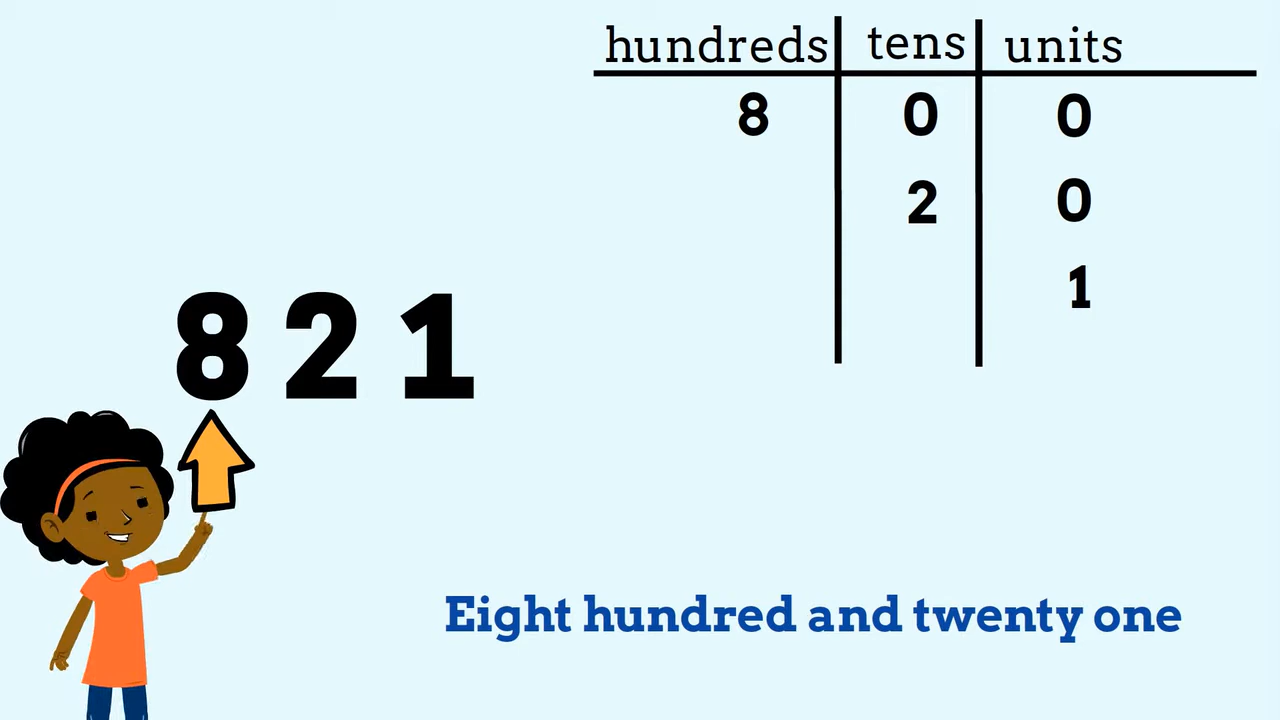 hundreds tens units
8 0 0
2 0
1
8 2 1
Eight hundred and twenty one